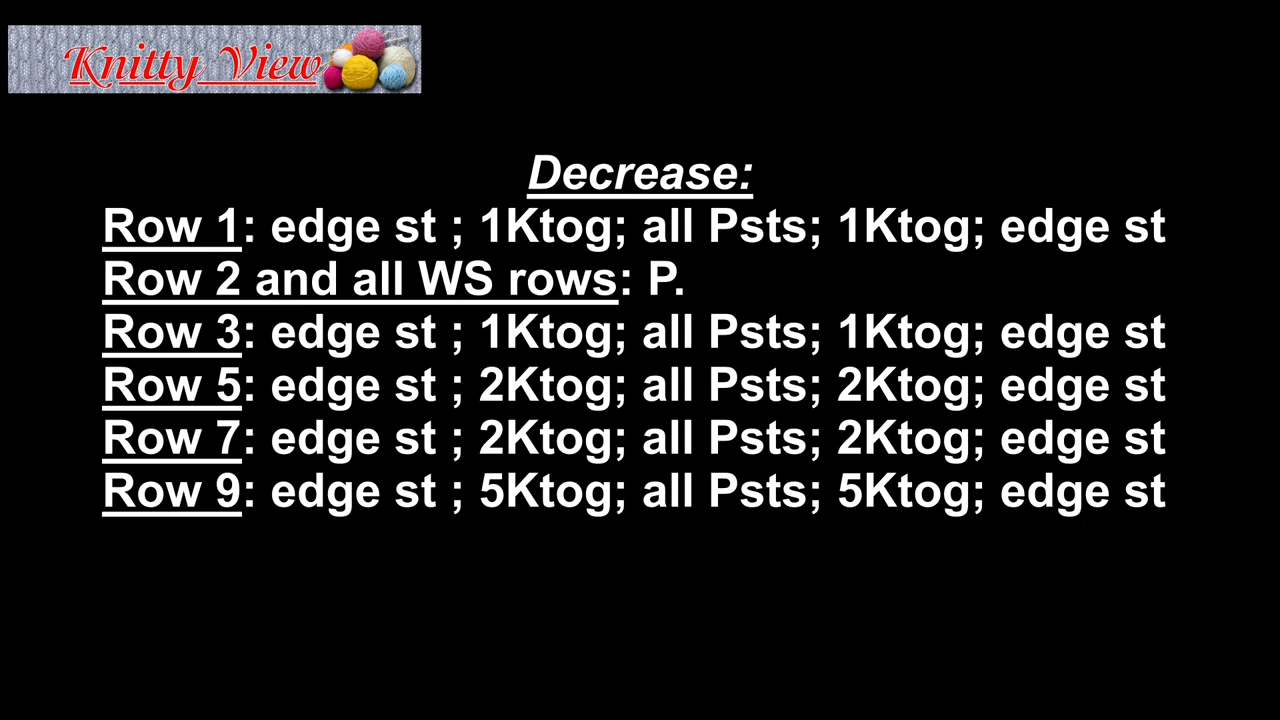 Knitty View
Decrease:
Row 1: edge st ; 1Ktog; all Psts; 1Ktog; edge st
Row 2 and all WS rows: P.
Row 3: edge st ; 1Ktog; all Psts; 1Ktog; edge st
Row 5: edge st ; 2Ktog; all Psts; 2Ktog; edge st
Row 7: edge st ; 2Ktog; all Psts; 2Ktog; edge st
Row 9: edge st ; 5Ktog; all Psts; 5Ktog; edge st